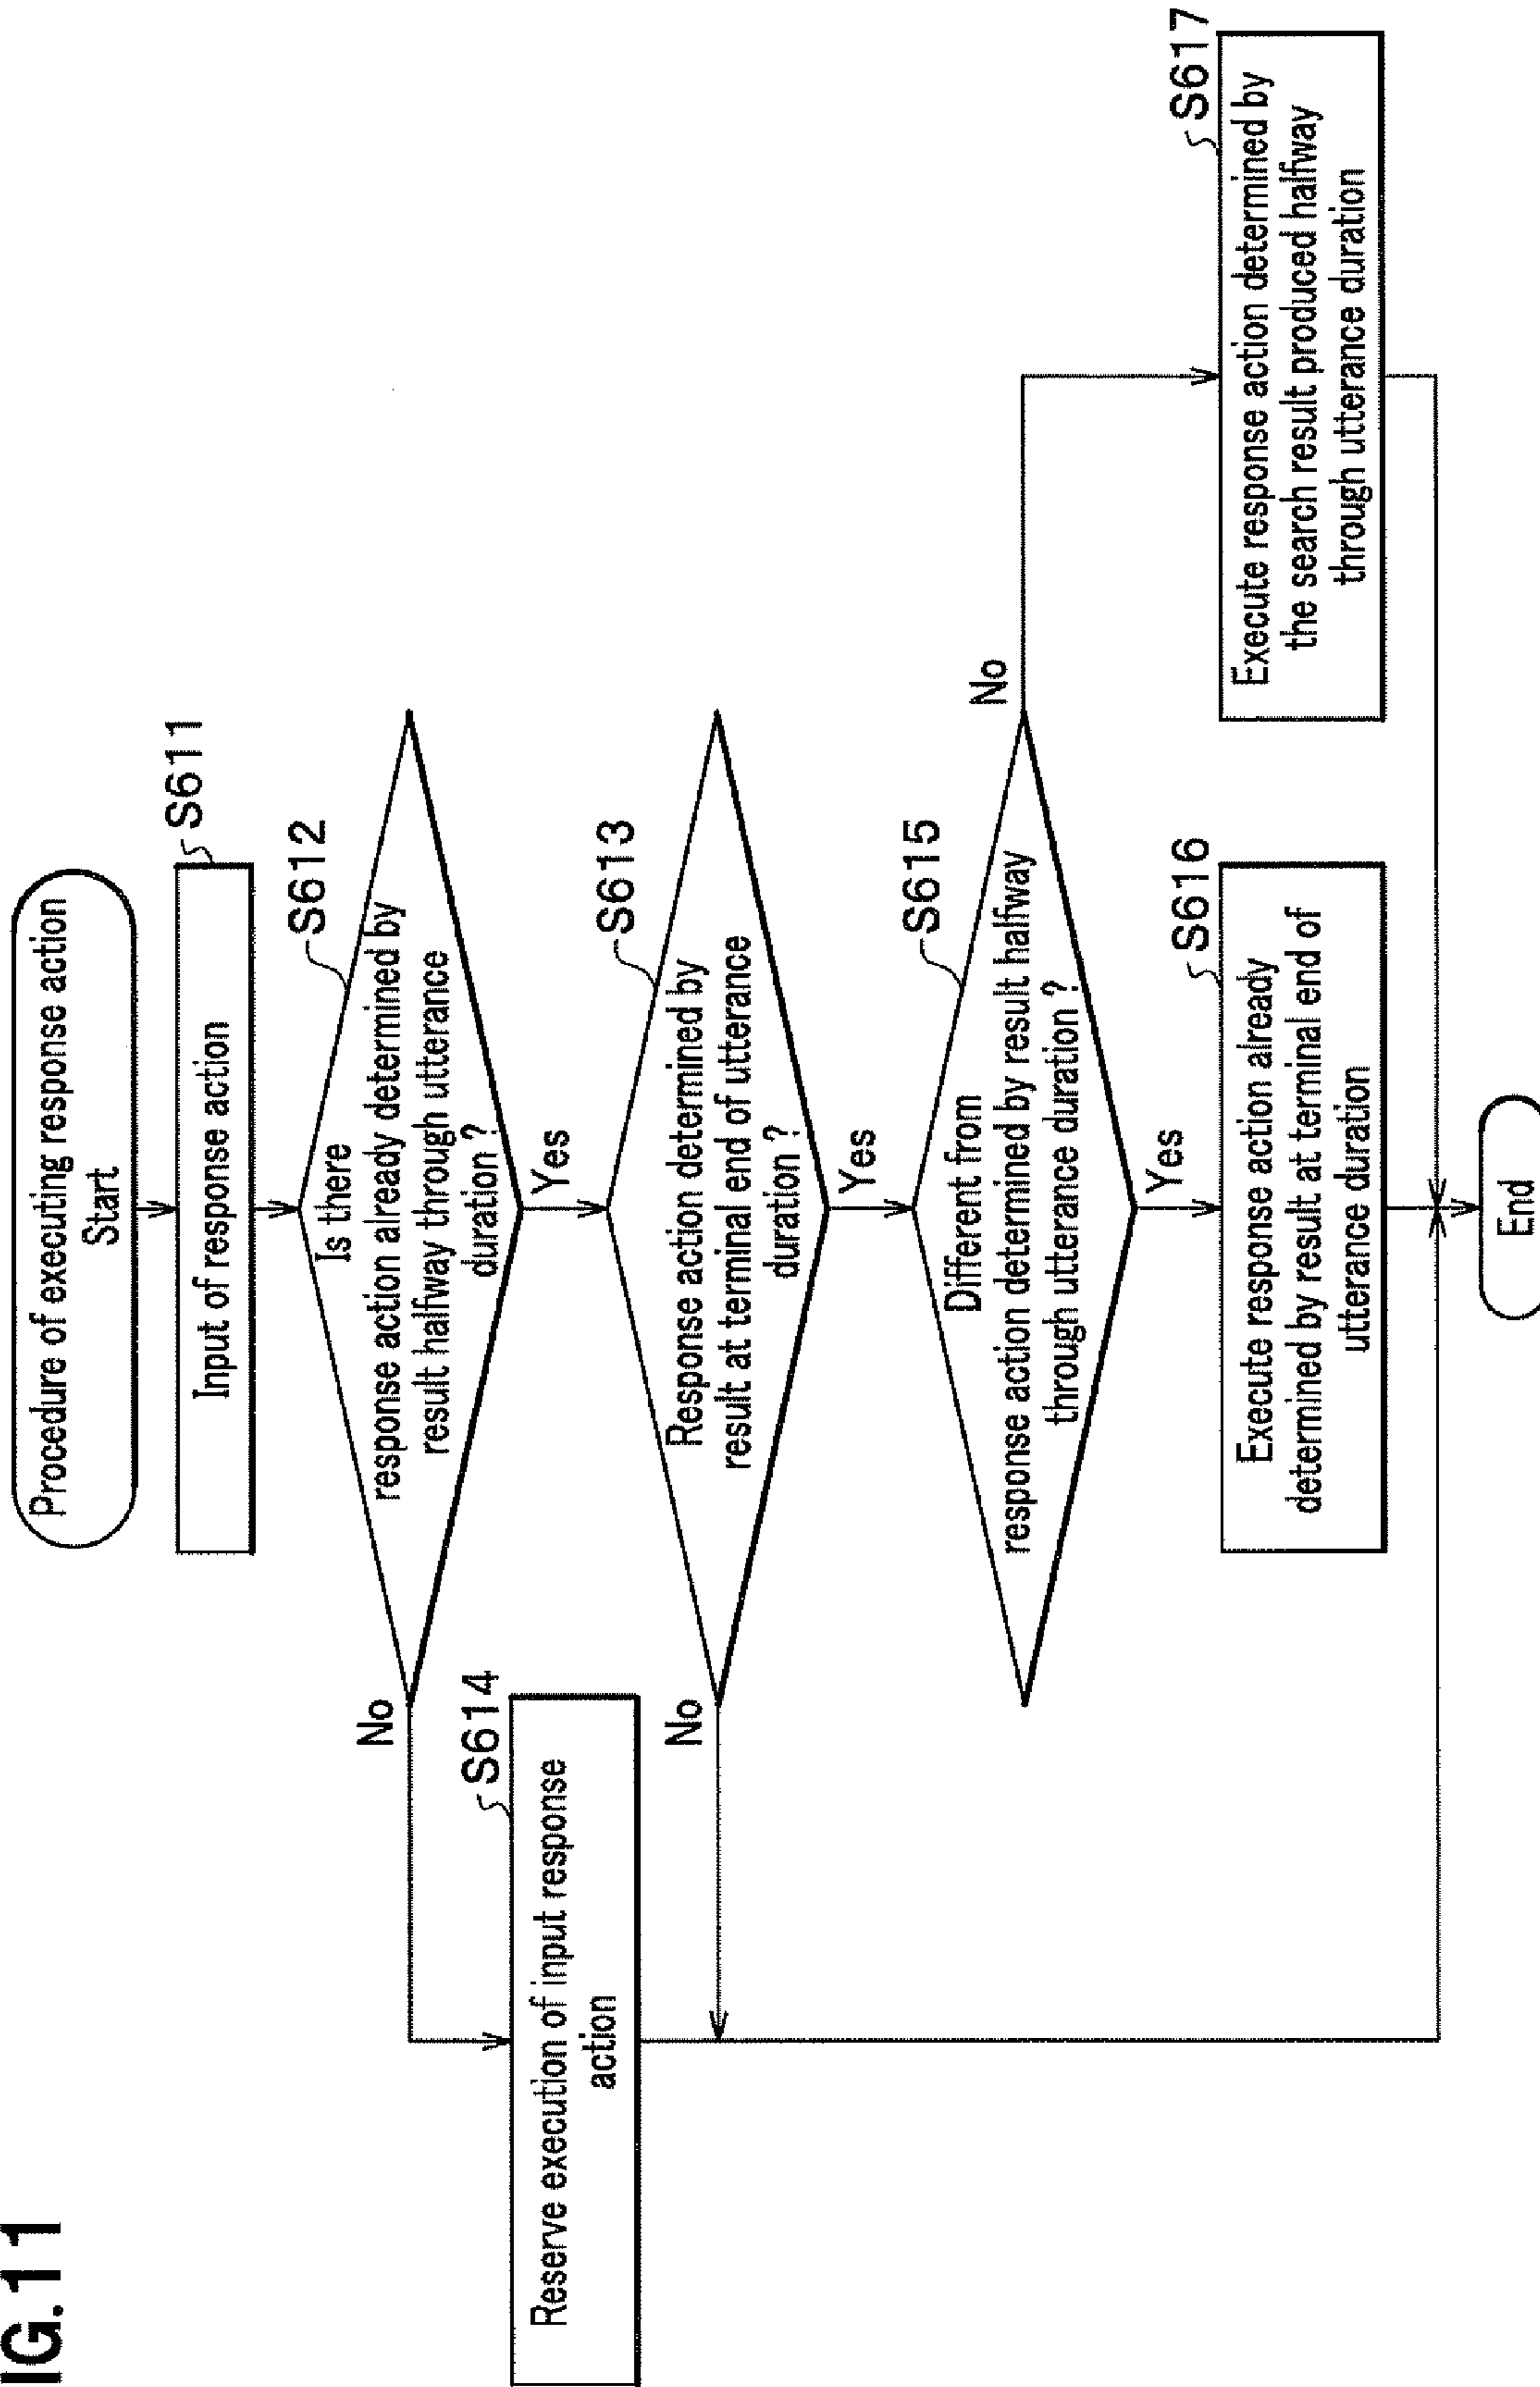 IG.11
Procedure of executing response action
Start
Input of response action
S611
Is there
response action already determined by
result halfway through utterance
duration ?
S612
No
Yes
Reserve execution of input response
action
S614
Response action determined by
result at terminal end of utterance
duration ?
S613
No
Yes
Different from
response action determined by result halfway
through utterance duration ?
S615
No
Yes
Execute response action already
determined by result at terminal end of
utterance duration
S616
Execute response action determined by
the search result produced halfway
through utterance duration
S617
End